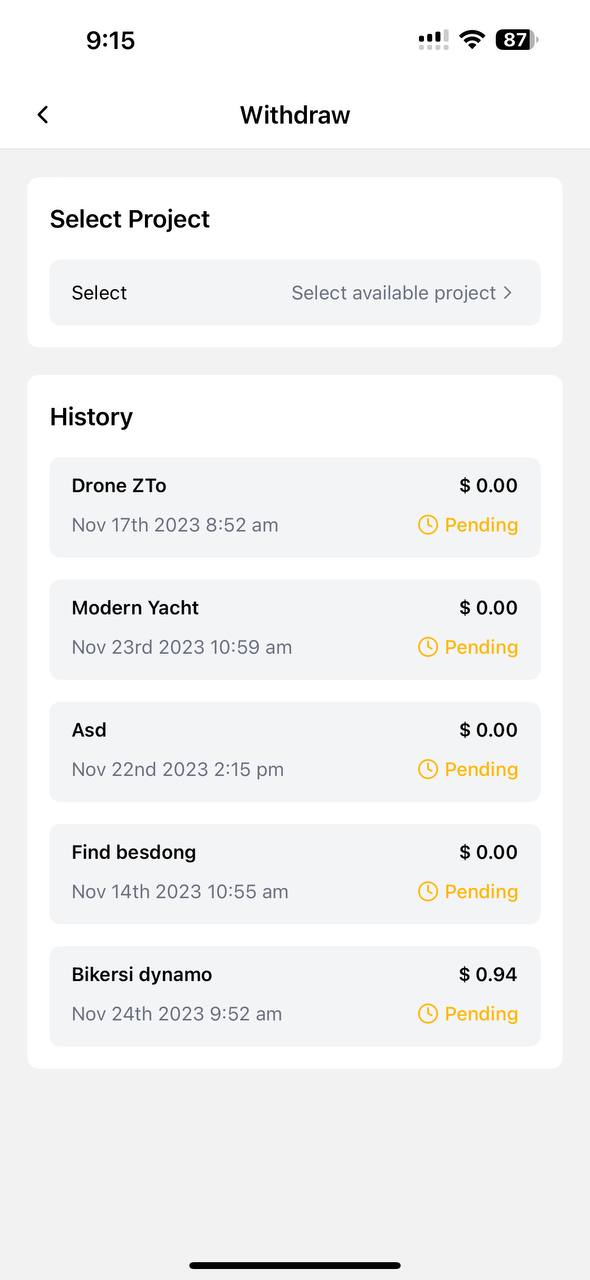 9:15
87
Withdraw
Select Project
Select Select available project
History
Drone ZTo $ 0.00
Nov 17th 2023 8:52 am Pending
Modern Yacht $ 0.00
Nov 23rd 2023 10:59 am Pending
Asd $ 0.00
Nov 22nd 2023 2:15 pm Pending
Find besdong $ 0.00
Nov 14th 2023 10:55 am Pending
Bikersi dynamo $ 0.94
Nov 24th 2023 9:52 am Pending